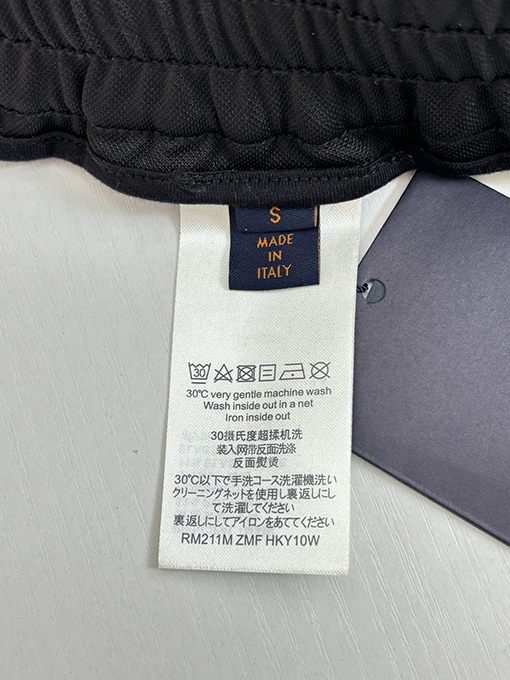 S
MADE
IN
ITALY
30
30℃ very gentle machine wash
Wash inside out in a net
Iron inside out
30摄氏度超揉机洗
装入网带反面洗涤
反面熨烫
30℃以下で手洗コース洗濯機洗い
クリーニングネットを使用し裏返しにし
て洗濯してください
裏返しにしてアイロンをあててください
RM211M ZMF HKY10W